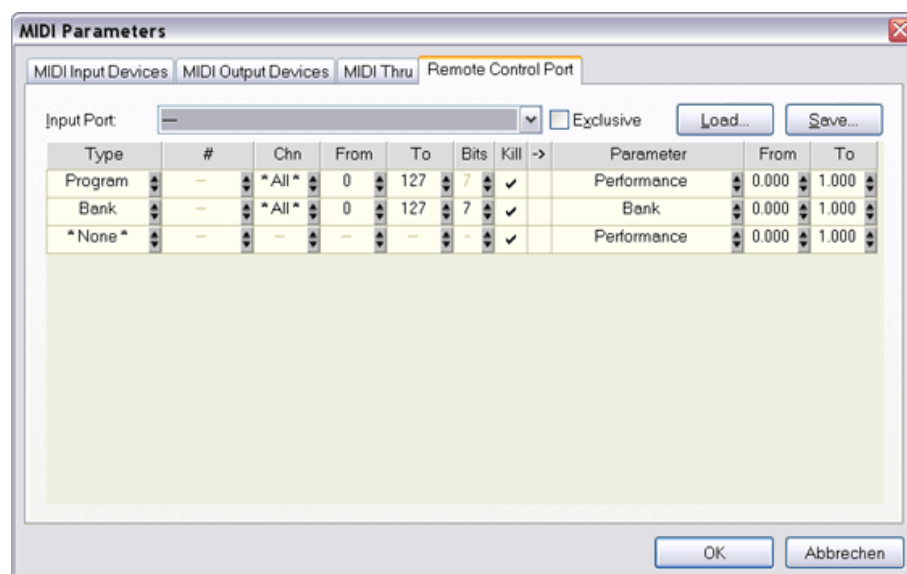 MIDI Parameters
MIDI Input Devices MIDI Output Devices MIDI Thru Remote Control Port
Input Port: — Exclusive Load... Save...
Type # Chn From To Bits Kill -> Parameter From To
Program – *All* 0 127 7 Performance 0.000 1.000
Bank – *All* 0 127 7 Bank 0.000 1.000
*None* – – – – - Performance 0.000 1.000
OK Abbrechen